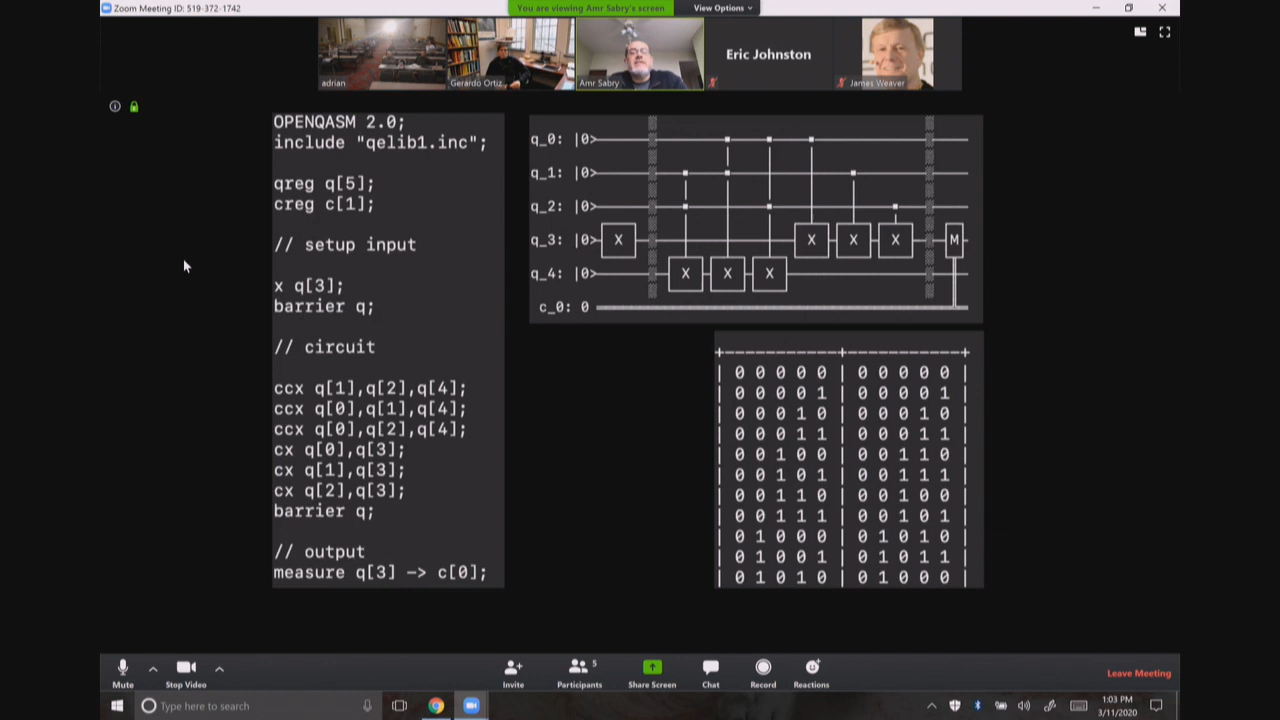 Zoom Meeting ID: 519-372-1742
You are viewing Amr Sabry's screen
View Options
adrian
Gerardo Ortiz
Amr Sabry
Eric Johnston
James Weaver
OPENQASM 2.0;
include "qelib1.inc";
qreg q[5];
creg c[1];
// setup input
x q[3];
barrier q;
// circuit
ccx q[1],q[2],q[4];
ccx q[0],q[1],q[4];
ccx q[0],q[2],q[4];
cx q[0],q[3];
cx q[1],q[3];
cx q[2],q[3];
barrier q;
// output
measure q[3] -> c[0];
q_0: |0>
q_1: |0>
q_2: |0>
q_3: |0> X X X X M
q_4: |0> X X X
c_0: 0
| 0 0 0 0 0 | 0 0 0 0 0 |
| 0 0 0 0 1 | 0 0 0 0 1 |
| 0 0 0 1 0 | 0 0 0 1 0 |
| 0 0 0 1 1 | 0 0 0 1 1 |
| 0 0 1 0 0 | 0 0 1 1 0 |
| 0 0 1 0 1 | 0 0 1 1 1 |
| 0 0 1 1 0 | 0 0 1 0 0 |
| 0 0 1 1 1 | 0 0 1 0 1 |
| 0 1 0 0 0 | 0 1 0 1 0 |
| 0 1 0 0 1 | 0 1 0 1 1 |
| 0 1 0 1 0 | 0 1 0 0 0 |
Mute
Stop Video
Invite
Participants 5
Share Screen
Chat
Record
Reactions
Leave Meeting
Type here to search
1:03 PM
3/11/2020